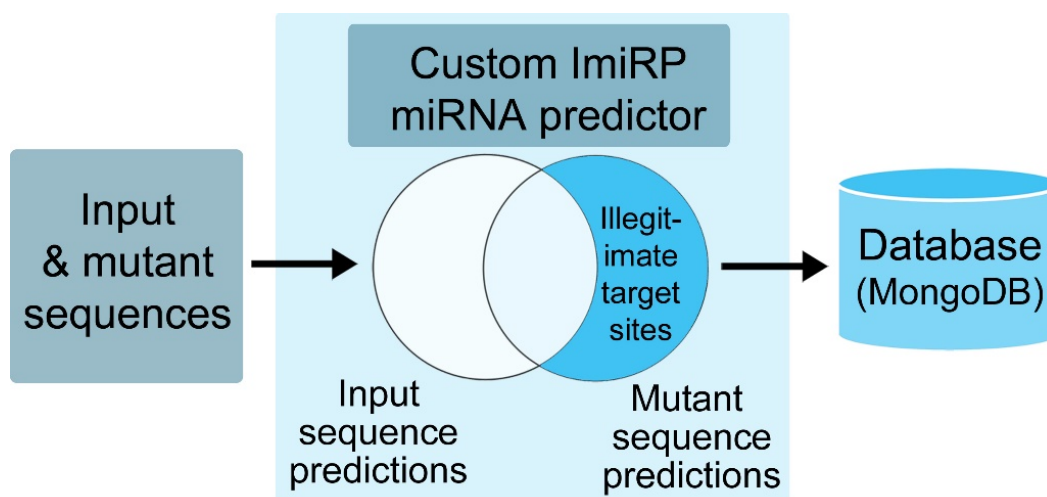 Custom ImiRP
miRNA predictor
Input
& mutant
sequences
Illegit-
imate
target
sites
Database
(MongoDB)
Input
sequence
predictions
Mutant
sequence
predictions